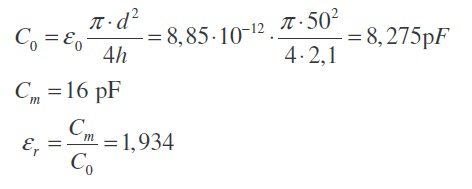 C₀ = ε₀ π·d²/4h = 8,85·10⁻¹² · π·50²/4·2,1 = 8,275pF
Cₘ = 16 pF
εᵣ = Cₘ/C₀ = 1,934